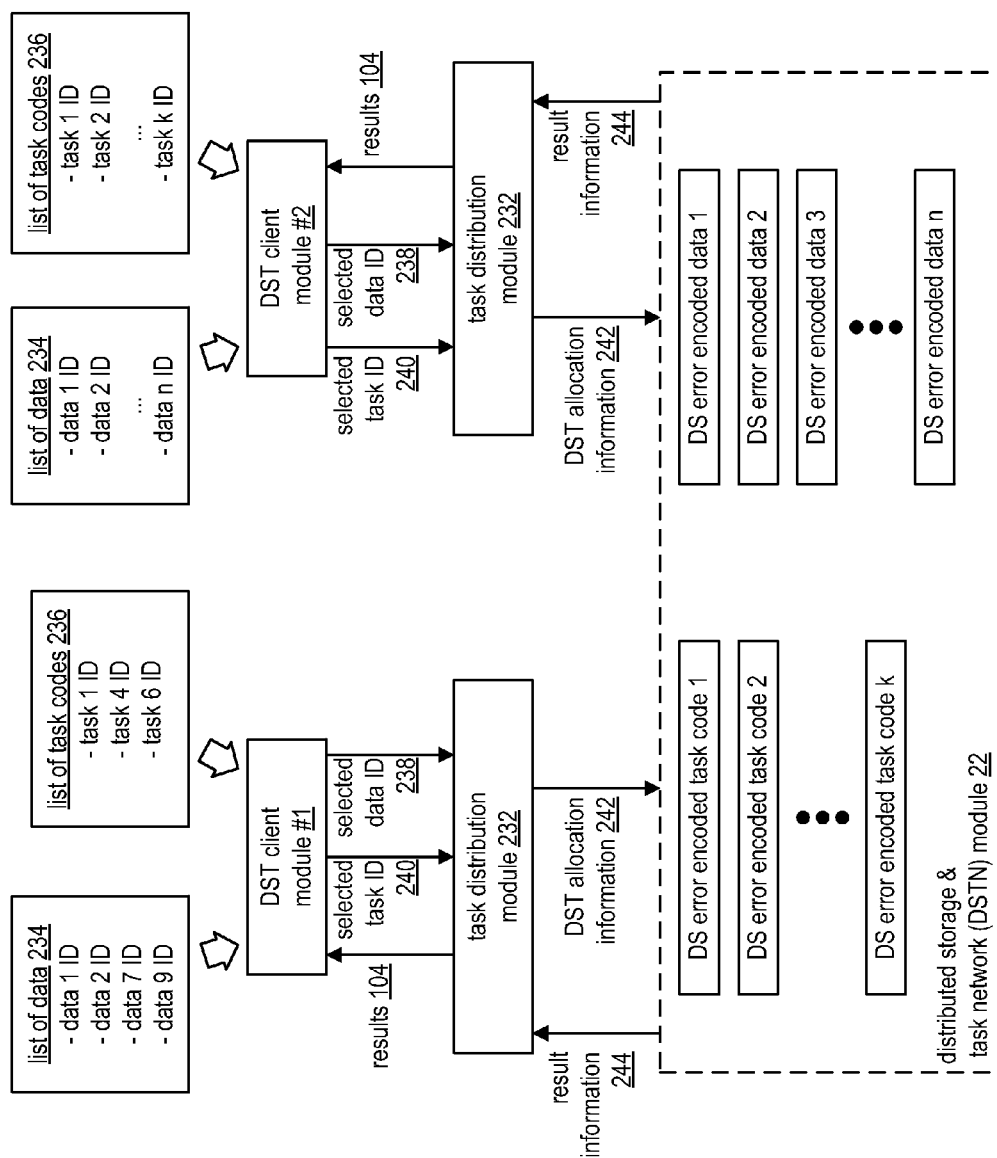 list of data 234
- data 1 ID
- data 2 ID
- data 7 ID
- data 9 ID
list of task codes 236
- task 1 ID
- task 4 ID
- task 6 ID
list of data 234
- data 1 ID
- data 2 ID
...
- data n ID
list of task codes 236
- task 1 ID
- task 2 ID
...
- task k ID
DST client
module #1
DST client
module #2
results 104
selected
task ID
240
selected
data ID
238
selected
task ID
240
selected
data ID
238
results 104
task distribution
module 232
task distribution
module 232
result
information
244
DST allocation
information 242
DST allocation
information 242
result
information
244
DS error encoded task code 1
DS error encoded task code 2
DS error encoded task code k
DS error encoded data 1
DS error encoded data 2
DS error encoded data 3
DS error encoded data n
distributed storage &
task network (DSTN) module 22